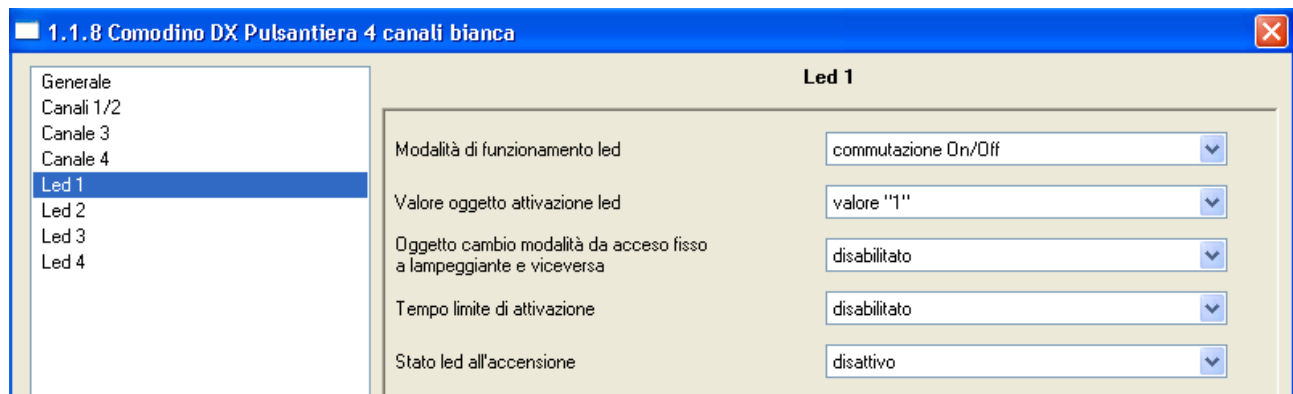 1.1.8 Comodino DX Pulsantiera 4 canali bianca
Generale
Canali 1/2
Canale 3
Canale 4
Led 1
Led 2
Led 3
Led 4
Led 1
Modalità di funzionamento led
commutazione On/Off
Valore oggetto attivazione led
valore "1"
Oggetto cambio modalità da acceso fisso
a lampeggiante e viceversa
disabilitato
Tempo limite di attivazione
disabilitato
Stato led all'accensione
disattivo